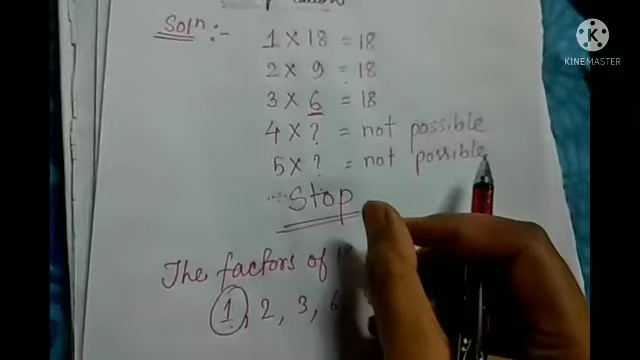 Soln :-
1 × 18 = 18
2 × 9 = 18
3 × 6 = 18
4 × ? = not possible
5 × ? = not possible
∴ Stop
The factors of
1, 2, 3, 6
KINEMASTER